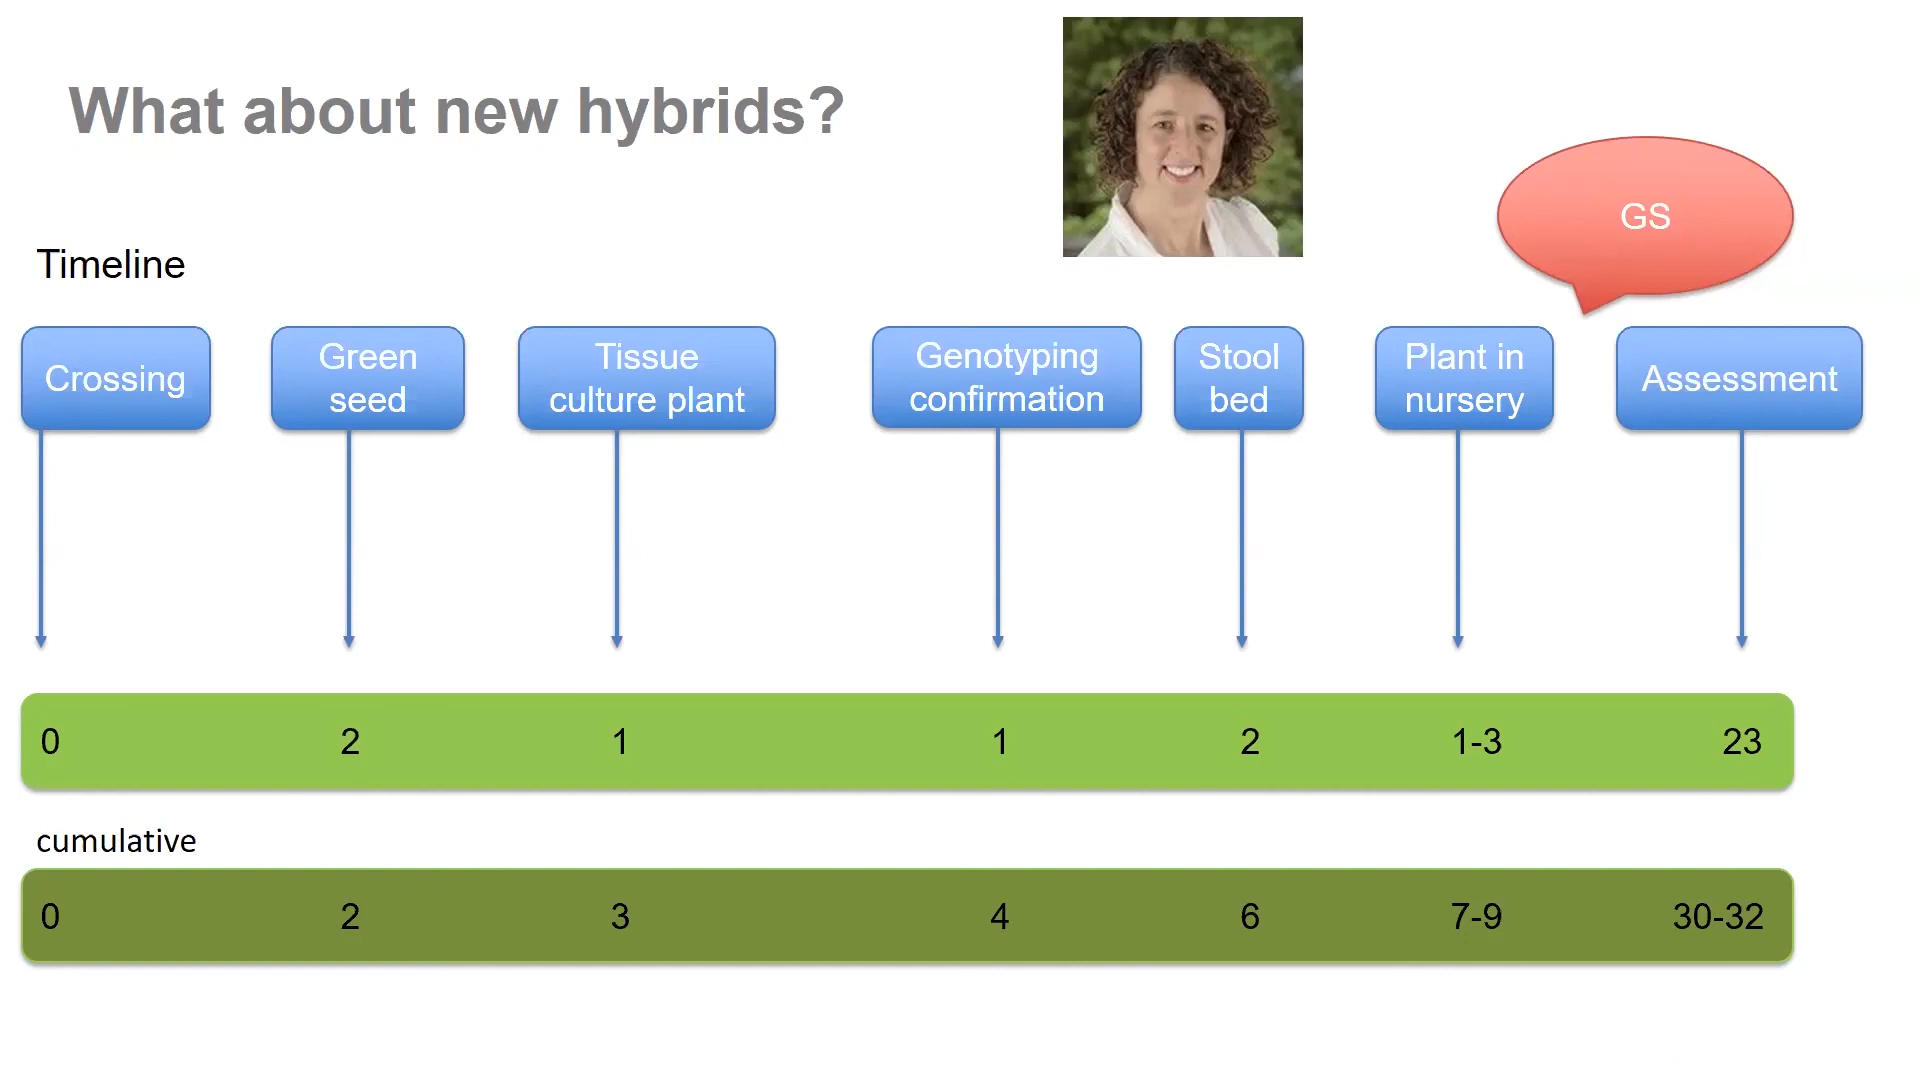 What about new hybrids?
GS
Timeline
Crossing
Green
seed
Tissue
culture plant
Genotyping
confirmation
Stool
bed
Plant in
nursery
Assessment
0 2 1 1 2 1-3 23
cumulative
0 2 3 4 6 7-9 30-32